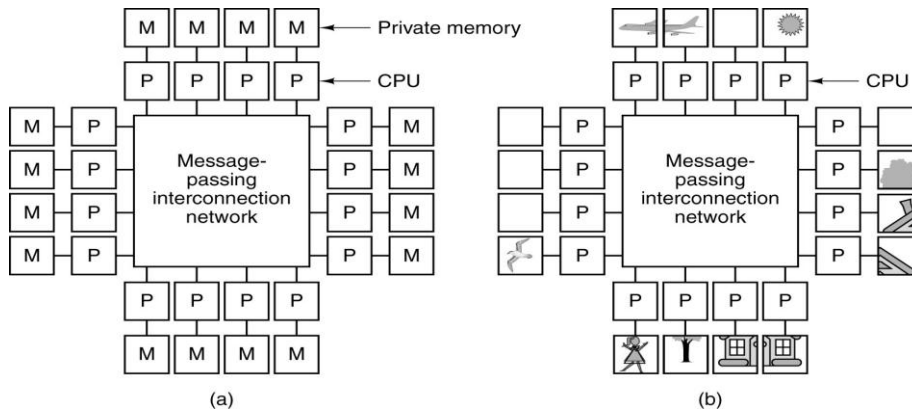 M M M M Private memory
P P P P CPU
M P P M
M P P M
M P P M
M P P M
Message-
passing
interconnection
network
P P P P
M M M M
(a)
P P P P CPU
P P
P P
P P
P P
Message-
passing
interconnection
network
P P P P
(b)